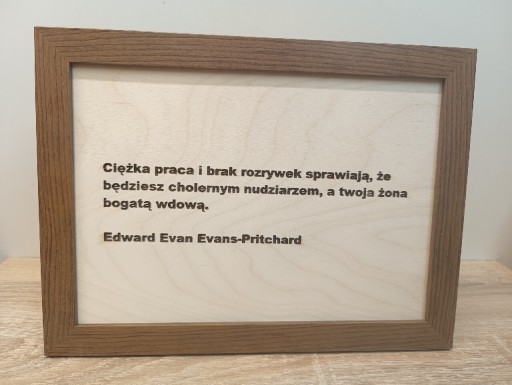 Ciężka praca i brak rozrywek sprawiają, że
będziesz cholernym nudziarzem, a twoja żona
bogatą wdową.
Edward Evan Evans-Pritchard